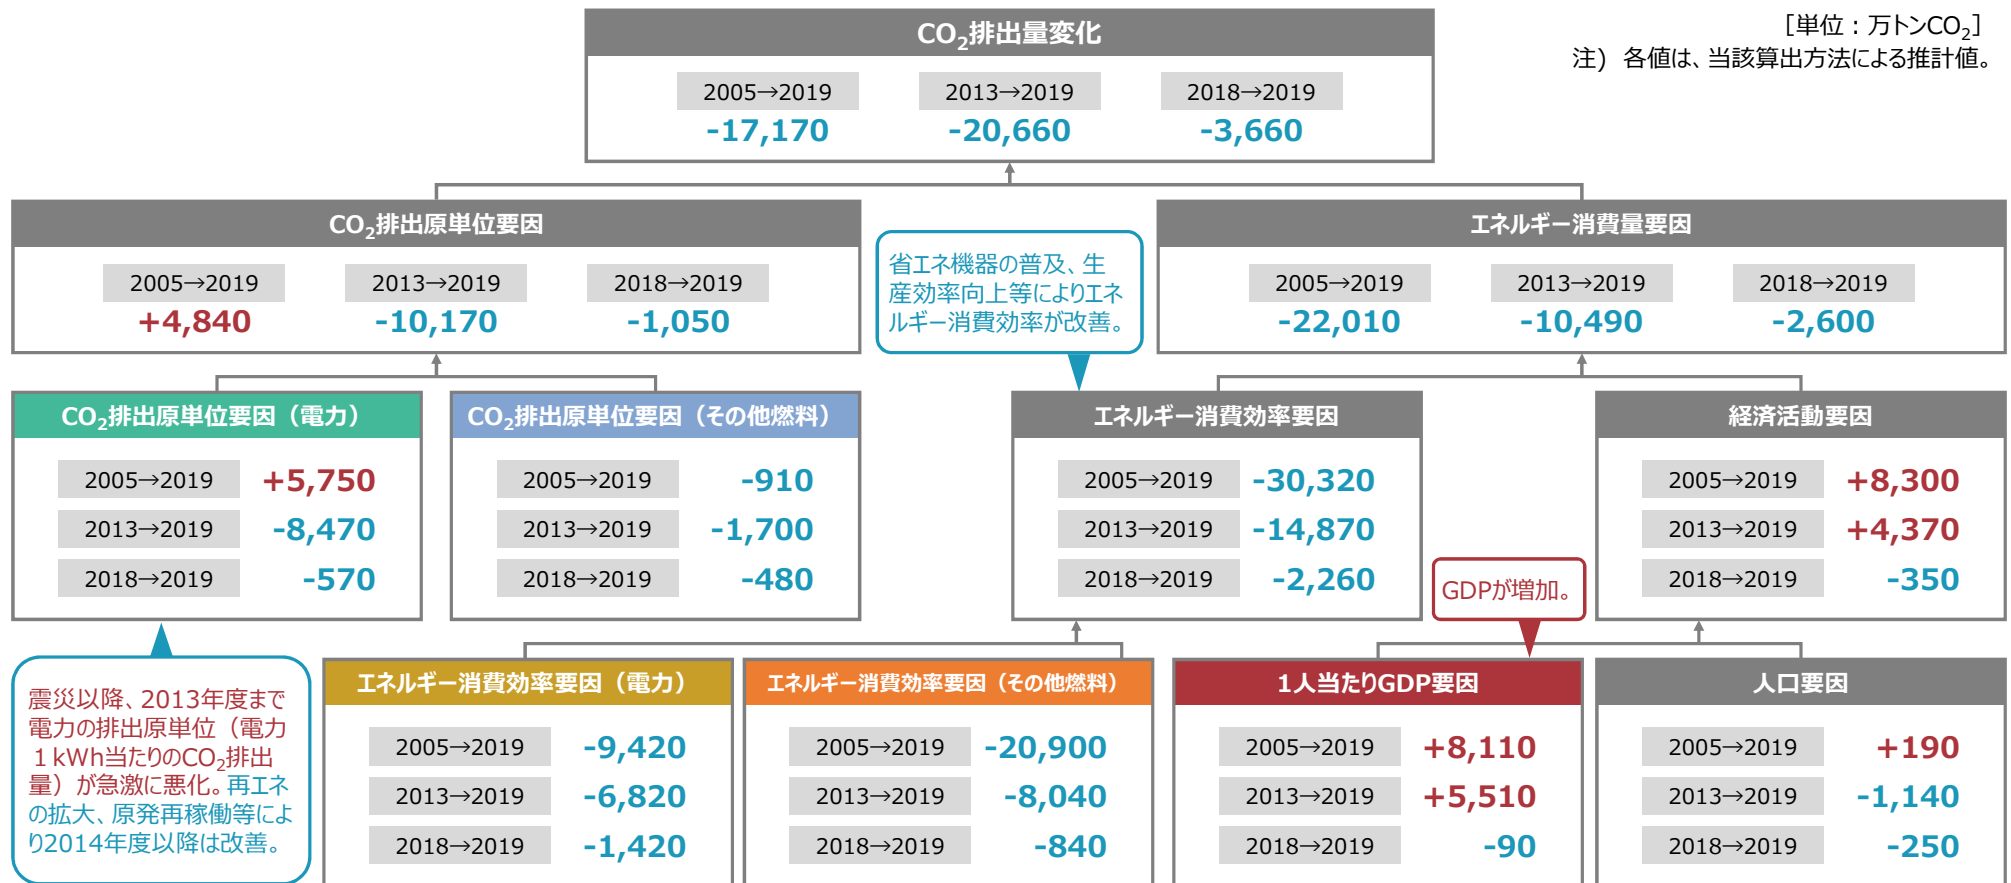 [単位：万トンCO₂]
注) 各値は、当該算出方法による推計値。
CO₂排出量変化
2005→2019 2013→2019 2018→2019
-17,170 -20,660 -3,660
CO₂排出原単位要因
2005→2019 2013→2019 2018→2019
+4,840 -10,170 -1,050
省エネ機器の普及、生
産効率向上等によりエネ
ルギー消費効率が改善。
エネルギー消費量要因
2005→2019 2013→2019 2018→2019
-22,010 -10,490 -2,600
CO₂排出原単位要因（電力）
2005→2019 +5,750
2013→2019 -8,470
2018→2019 -570
CO₂排出原単位要因（その他燃料）
2005→2019 -910
2013→2019 -1,700
2018→2019 -480
エネルギー消費効率要因
2005→2019 -30,320
2013→2019 -14,870
2018→2019 -2,260
経済活動要因
2005→2019 +8,300
2013→2019 +4,370
2018→2019 -350
GDPが増加。
震災以降、2013年度まで
電力の排出原単位（電力
１kWh当たりのCO₂排出
量）が急激に悪化。再エネ
の拡大、原発再稼働等によ
り2014年度以降は改善。
エネルギー消費効率要因（電力）
2005→2019 -9,420
2013→2019 -6,820
2018→2019 -1,420
エネルギー消費効率要因（その他燃料）
2005→2019 -20,900
2013→2019 -8,040
2018→2019 -840
1人当たりGDP要因
2005→2019 +8,110
2013→2019 +5,510
2018→2019 -90
人口要因
2005→2019 +190
2013→2019 -1,140
2018→2019 -250